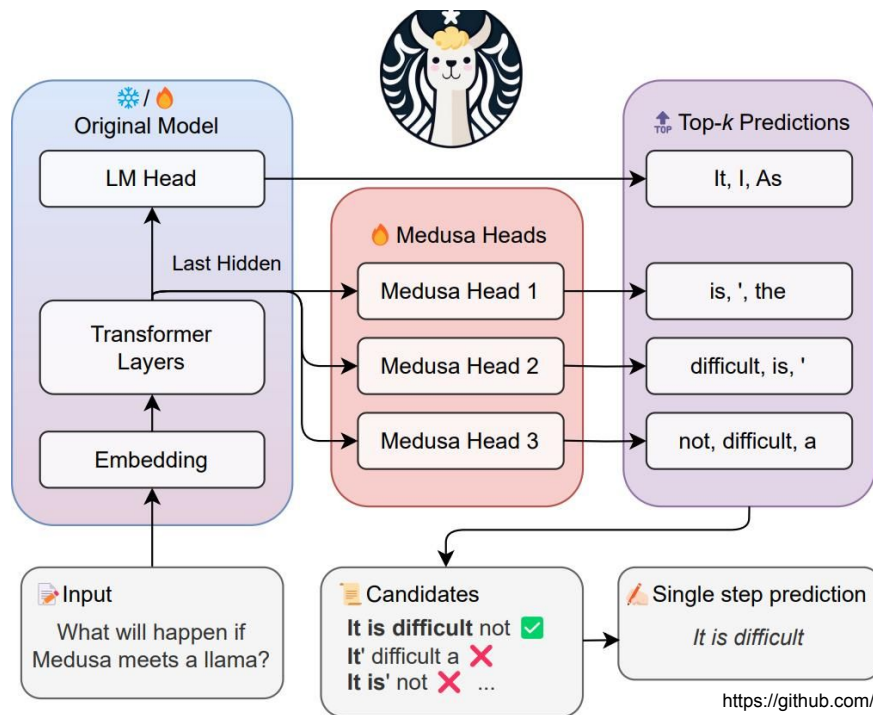 /
Original Model
LM Head
Last Hidden
Transformer
Layers
Embedding
Medusa Heads
Medusa Head 1
Medusa Head 2
Medusa Head 3
TOP
Top-k Predictions
It, I, As
is, ', the
difficult, is, '
not, difficult, a
Input
What will happen if
Medusa meets a llama?
Candidates
It is difficult not
It' difficult a
It is' not ...
Single step prediction
It is difficult
https://github.com/